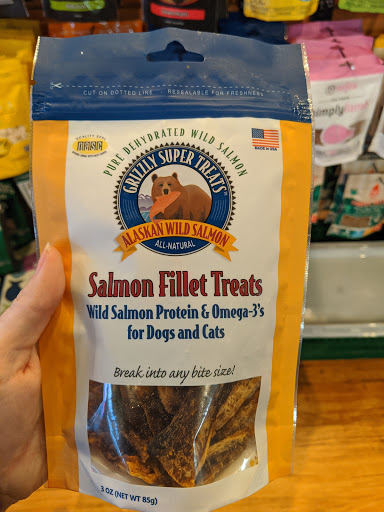 CUT ON DOTTED LINE RESEALABLE FOR FRESHNESS
PURE DEHYDRATED WILD SALMON
MADE IN USA
GRIZZLY SUPER TREATS
ALASKAN WILD SALMON
ALL-NATURAL
Salmon Fillet Treats
Wild Salmon Protein & Omega-3's
for Dogs and Cats
Break into any bite size!
3 OZ (NET WT 85g)
simply